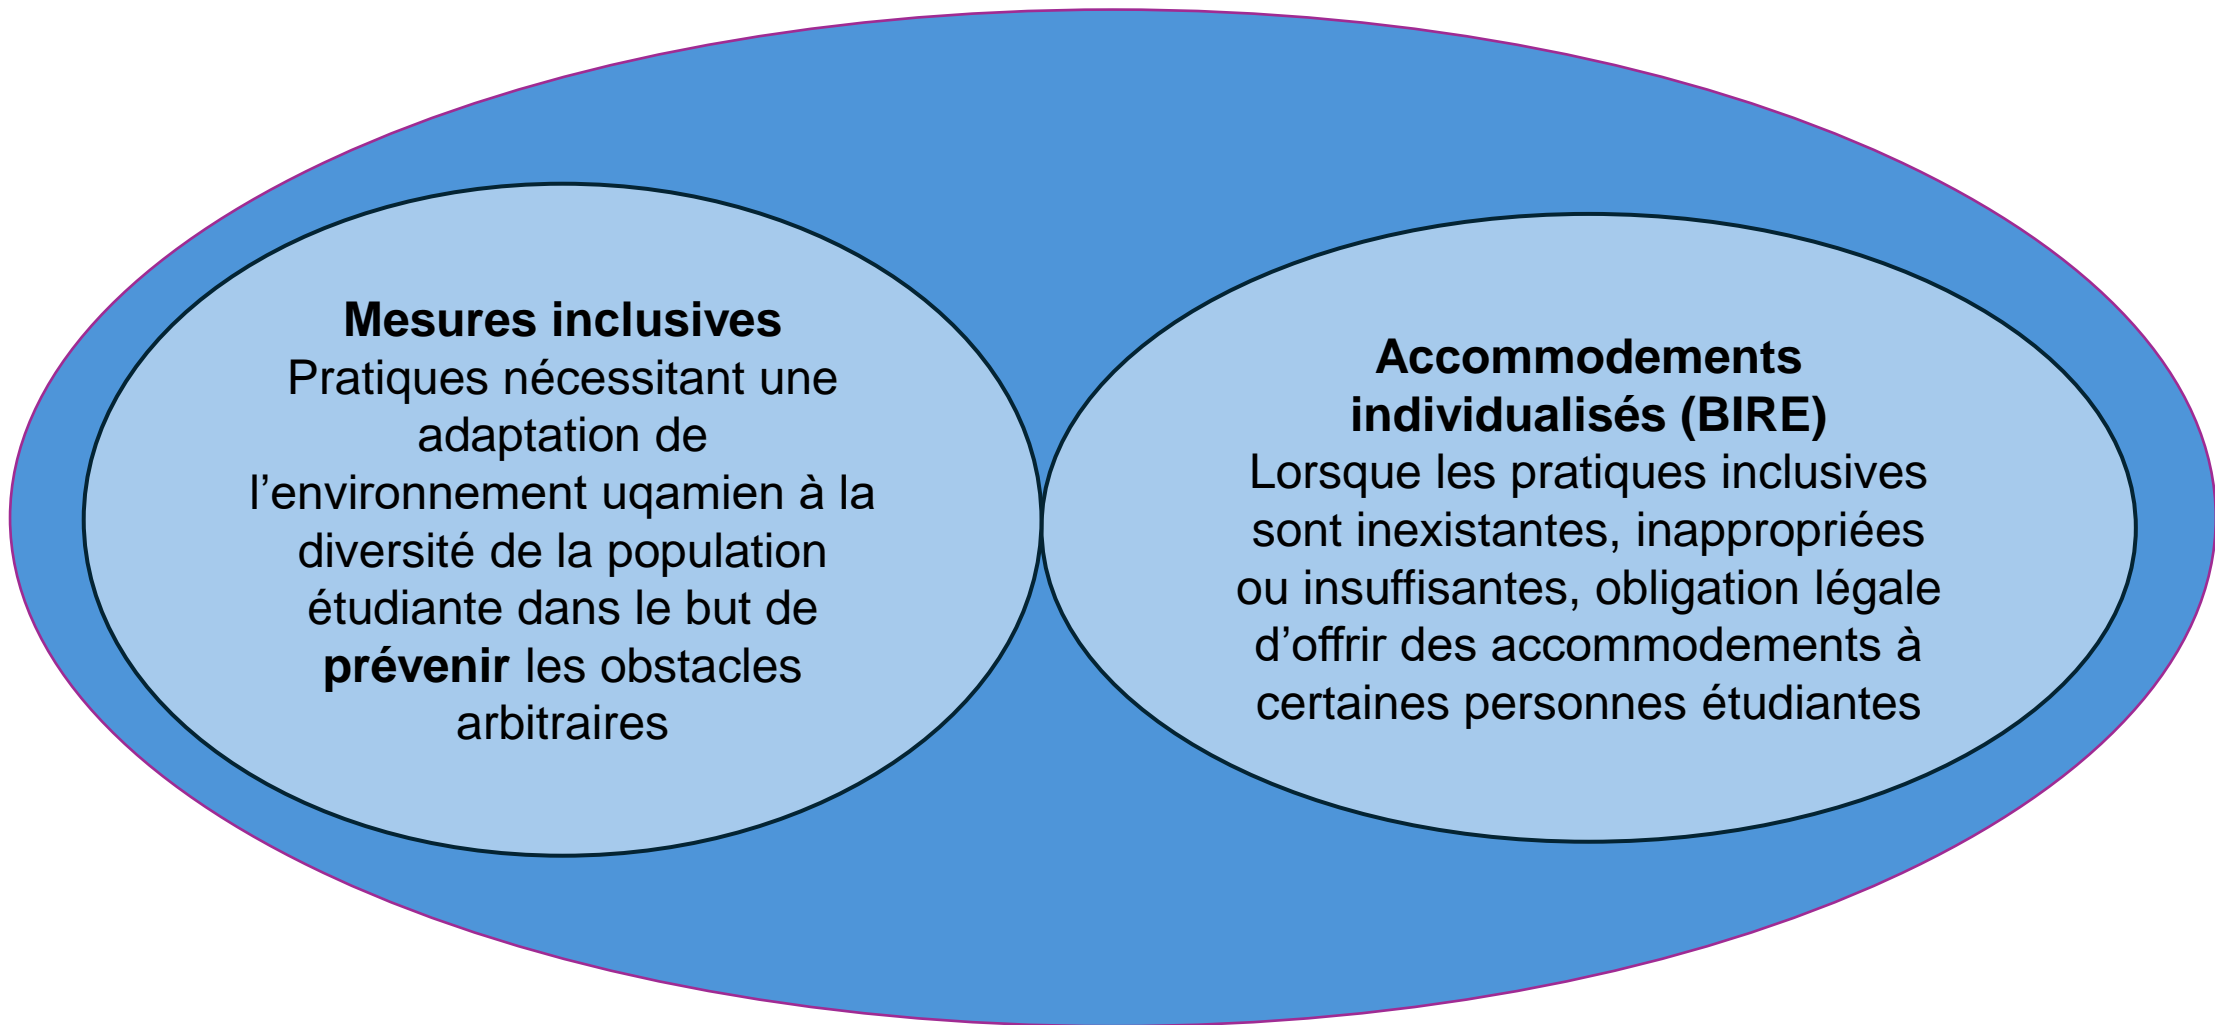 Mesures inclusives
Pratiques nécessitant une
adaptation de
l’environnement uqamien à la
diversité de la population
étudiante dans le but de
prévenir les obstacles
arbitraires
Accommodements
individualisés (BIRE)
Lorsque les pratiques inclusives
sont inexistantes, inappropriées
ou insuffisantes, obligation légale
d’offrir des accommodements à
certaines personnes étudiantes